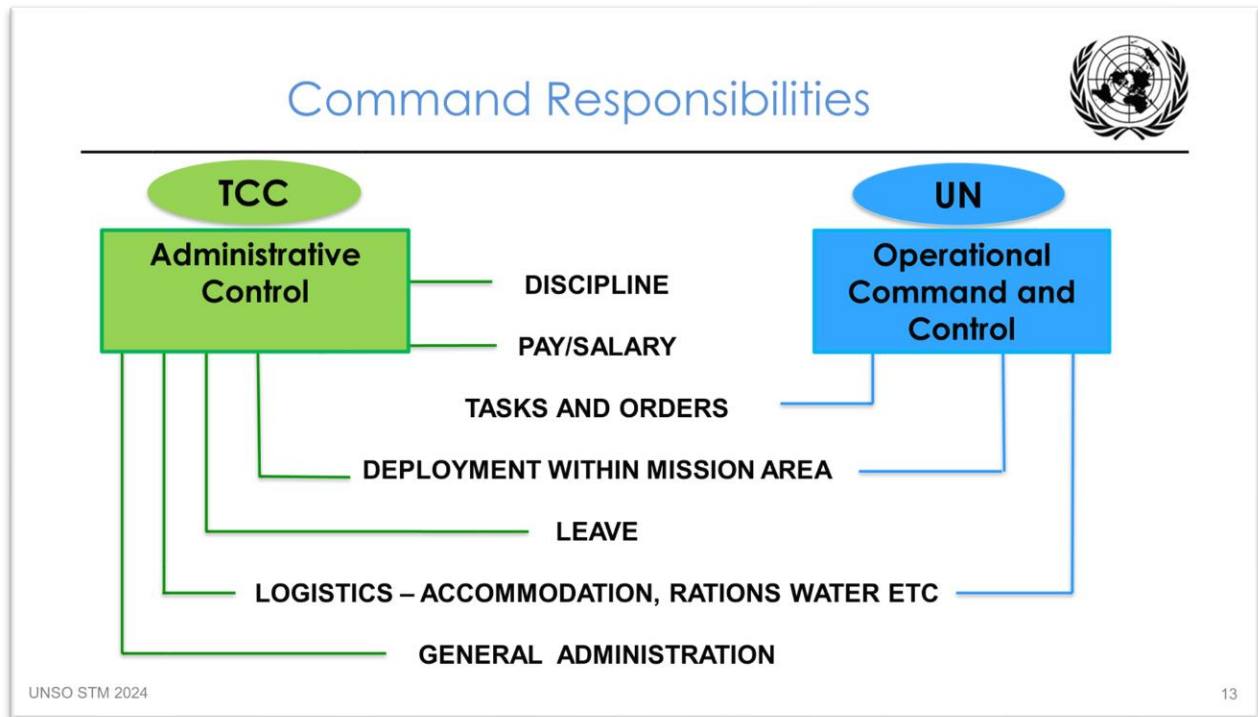 Command Responsibilities
TCC
UN
Administrative
Control
Operational
Command and
Control
DISCIPLINE
PAY/SALARY
TASKS AND ORDERS
DEPLOYMENT WITHIN MISSION AREA
LEAVE
LOGISTICS – ACCOMMODATION, RATIONS WATER ETC
GENERAL ADMINISTRATION
UNSO STM 2024
13